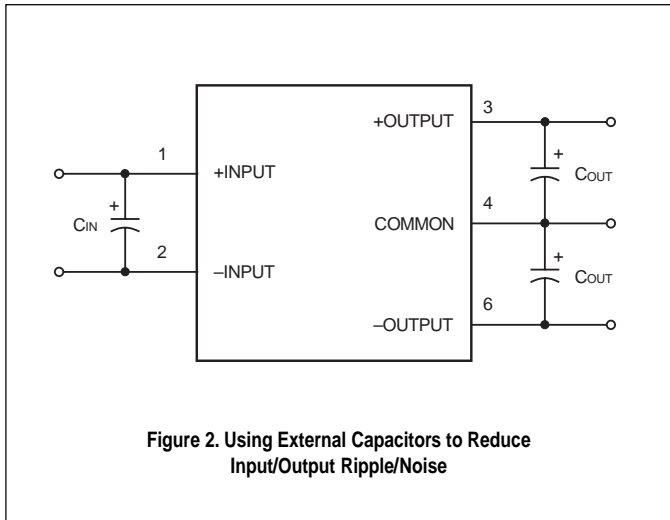 1
+INPUT
+
CIN
2
–INPUT
+OUTPUT
3
+
COUT
4
COMMON
+
COUT
6
–OUTPUT
Figure 2. Using External Capacitors to Reduce
Input/Output Ripple/Noise